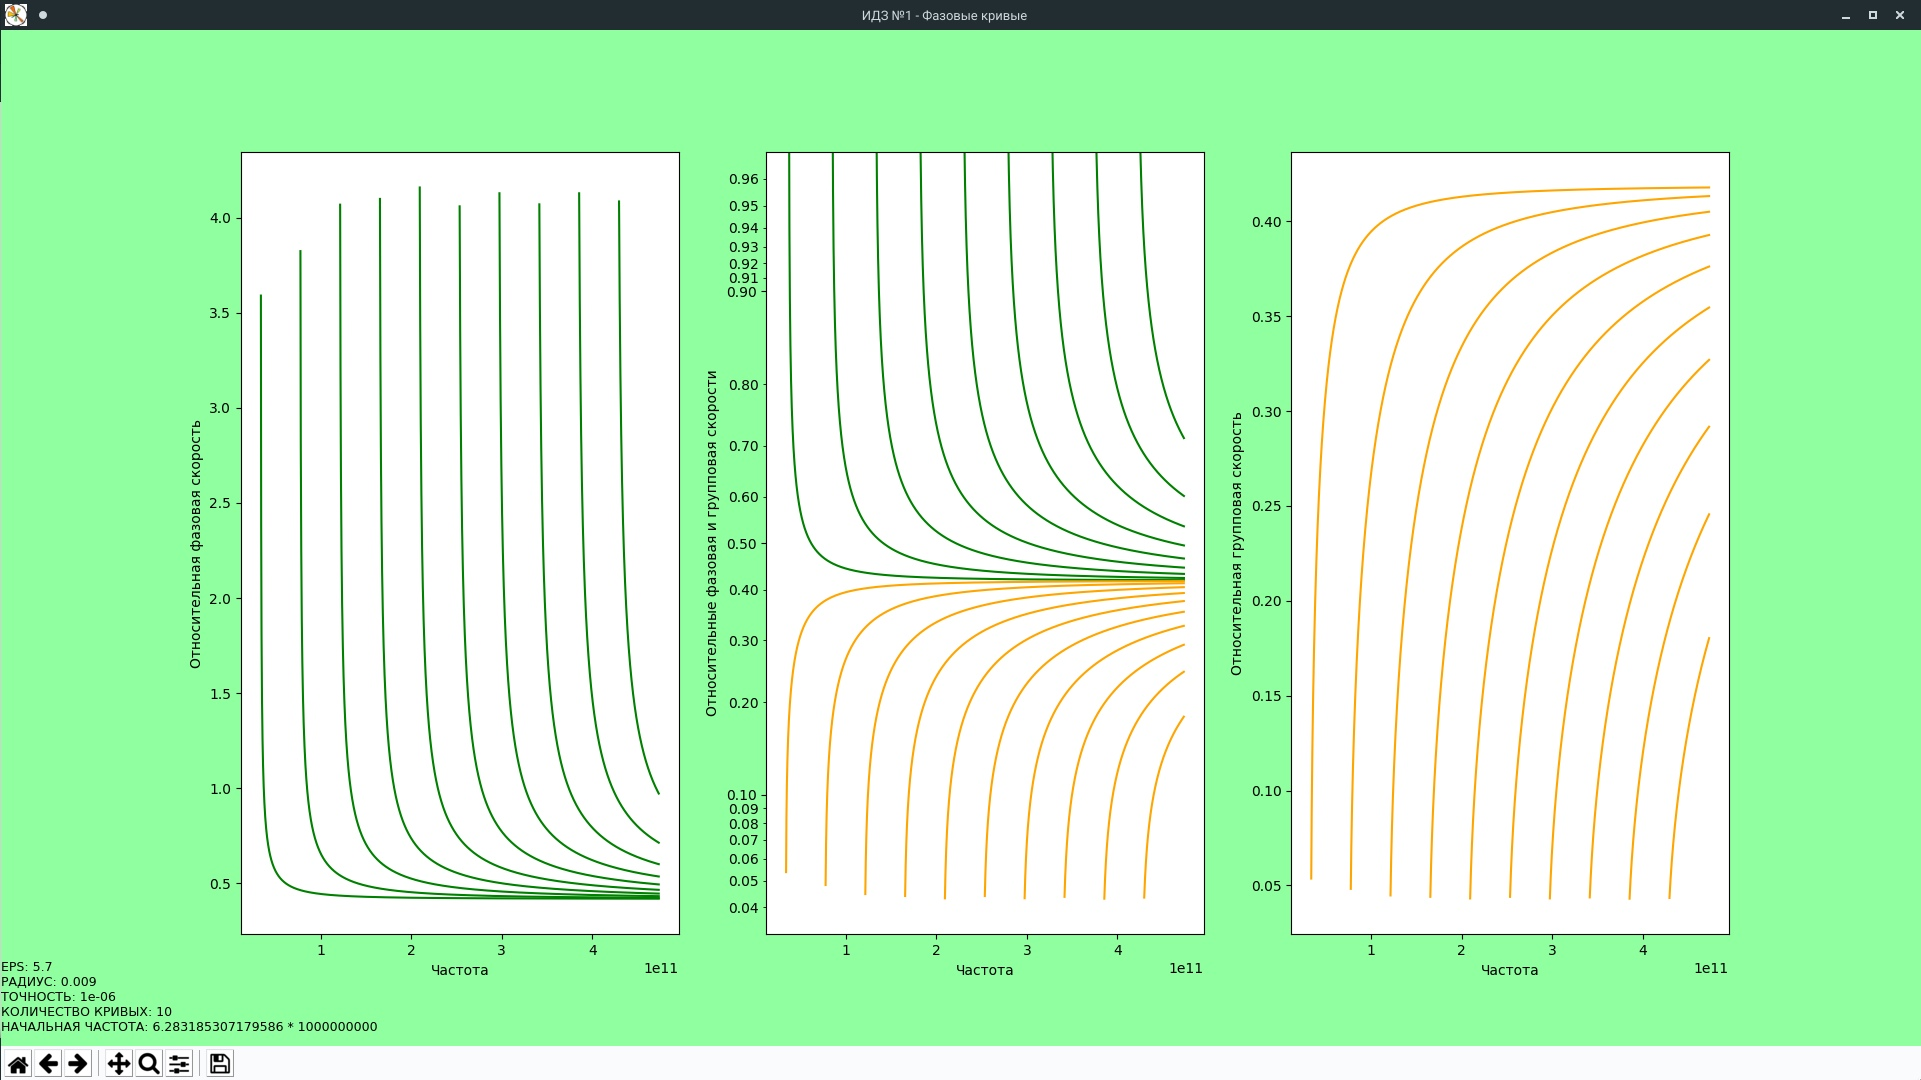 ИДЗ №1 - Фазовые кривые
Относительная фазовая скорость
4.0
3.5
3.0
2.5
2.0
1.5
1.0
0.5
1 2 3 4
1e11
Частота
Относительные фазовая и групповая скорости
0.96
0.95
0.94
0.93
0.92
0.91
0.90
0.80
0.70
0.60
0.50
0.40
0.30
0.20
0.10
0.09
0.08
0.07
0.06
0.05
0.04
1 2 3 4
1e11
Частота
Относительная групповая скорость
0.40
0.35
0.30
0.25
0.20
0.15
0.10
0.05
1 2 3 4
1e11
Частота
EPS: 5.7
РАДИУС: 0.009
ТОЧНОСТЬ: 1e-06
КОЛИЧЕСТВО КРИВЫХ: 10
НАЧАЛЬНАЯ ЧАСТОТА: 6.283185307179586 * 1000000000